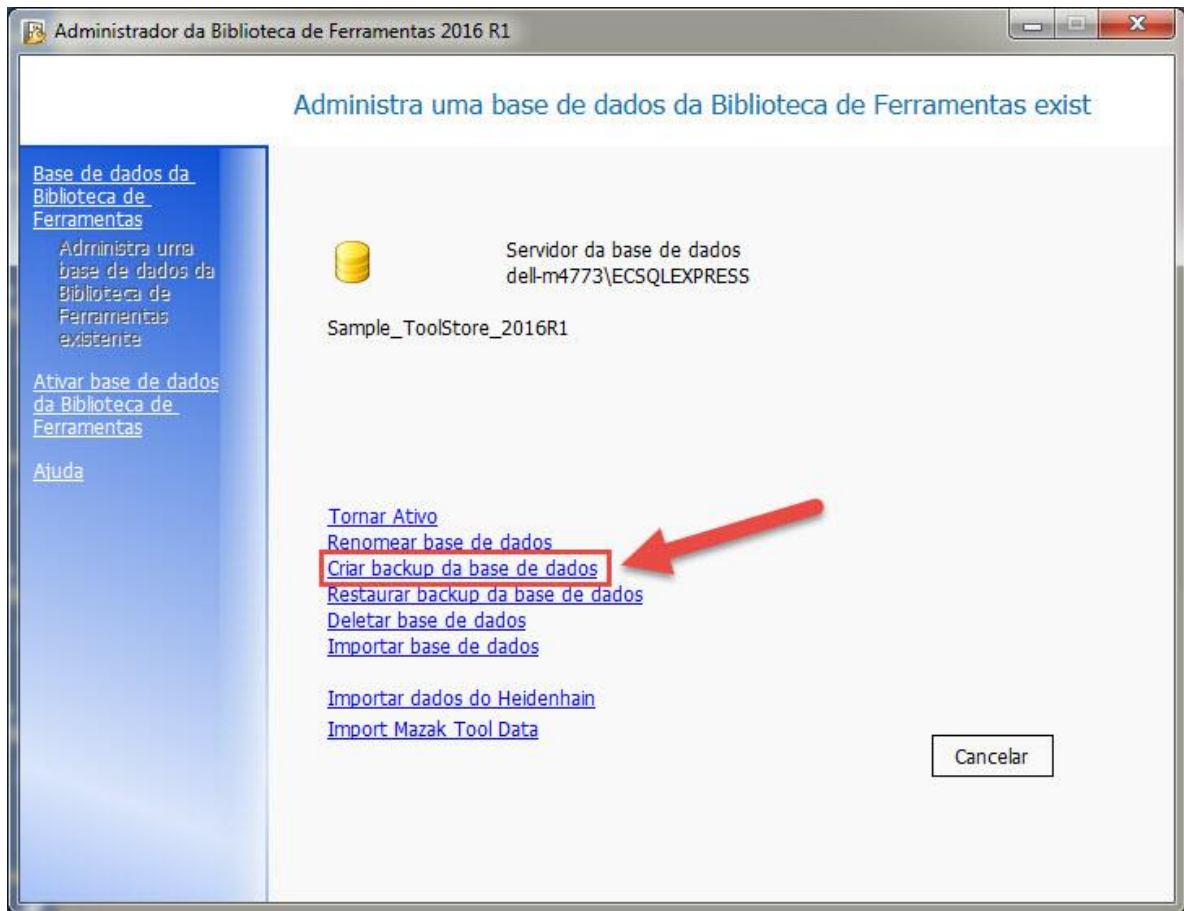 Administrador da Biblioteca de Ferramentas 2016 R1
Administra uma base de dados da Biblioteca de Ferramentas exist
Base de dados da
Biblioteca de
Ferramentas
Administra uma
base de dados da
Biblioteca de
Ferramentas
existente
Ativar base de dados
da Biblioteca de
Ferramentas
Ajuda
Servidor da base de dados
dell-m4773\ECSQLEXPRESS
Sample_ToolStore_2016R1
Tornar Ativo
Renomear base de dados
Criar backup da base de dados
Restaurar backup da base de dados
Deletar base de dados
Importar base de dados
Importar dados do Heidenhain
Import Mazak Tool Data
Cancelar